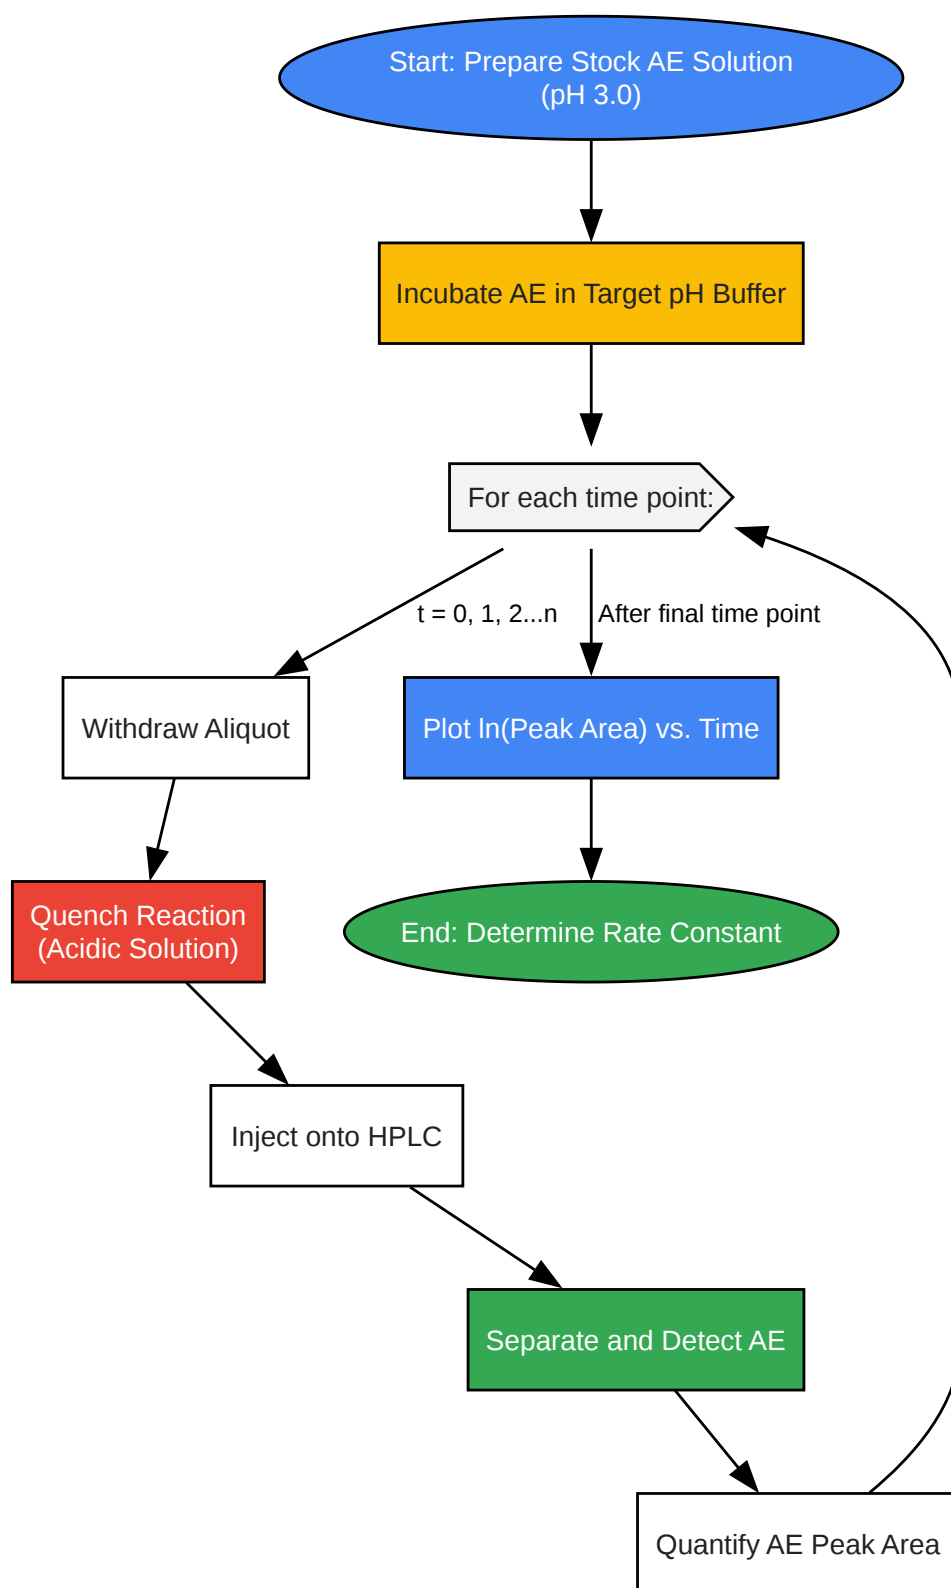 Start: Prepare Stock AE Solution
(pH 3.0)
Incubate AE in Target pH Buffer
For each time point:
t = 0, 1, 2...n
After final time point
Withdraw Aliquot
Plot ln(Peak Area) vs. Time
Quench Reaction
(Acidic Solution)
End: Determine Rate Constant
Inject onto HPLC
Separate and Detect AE
Quantify AE Peak Area